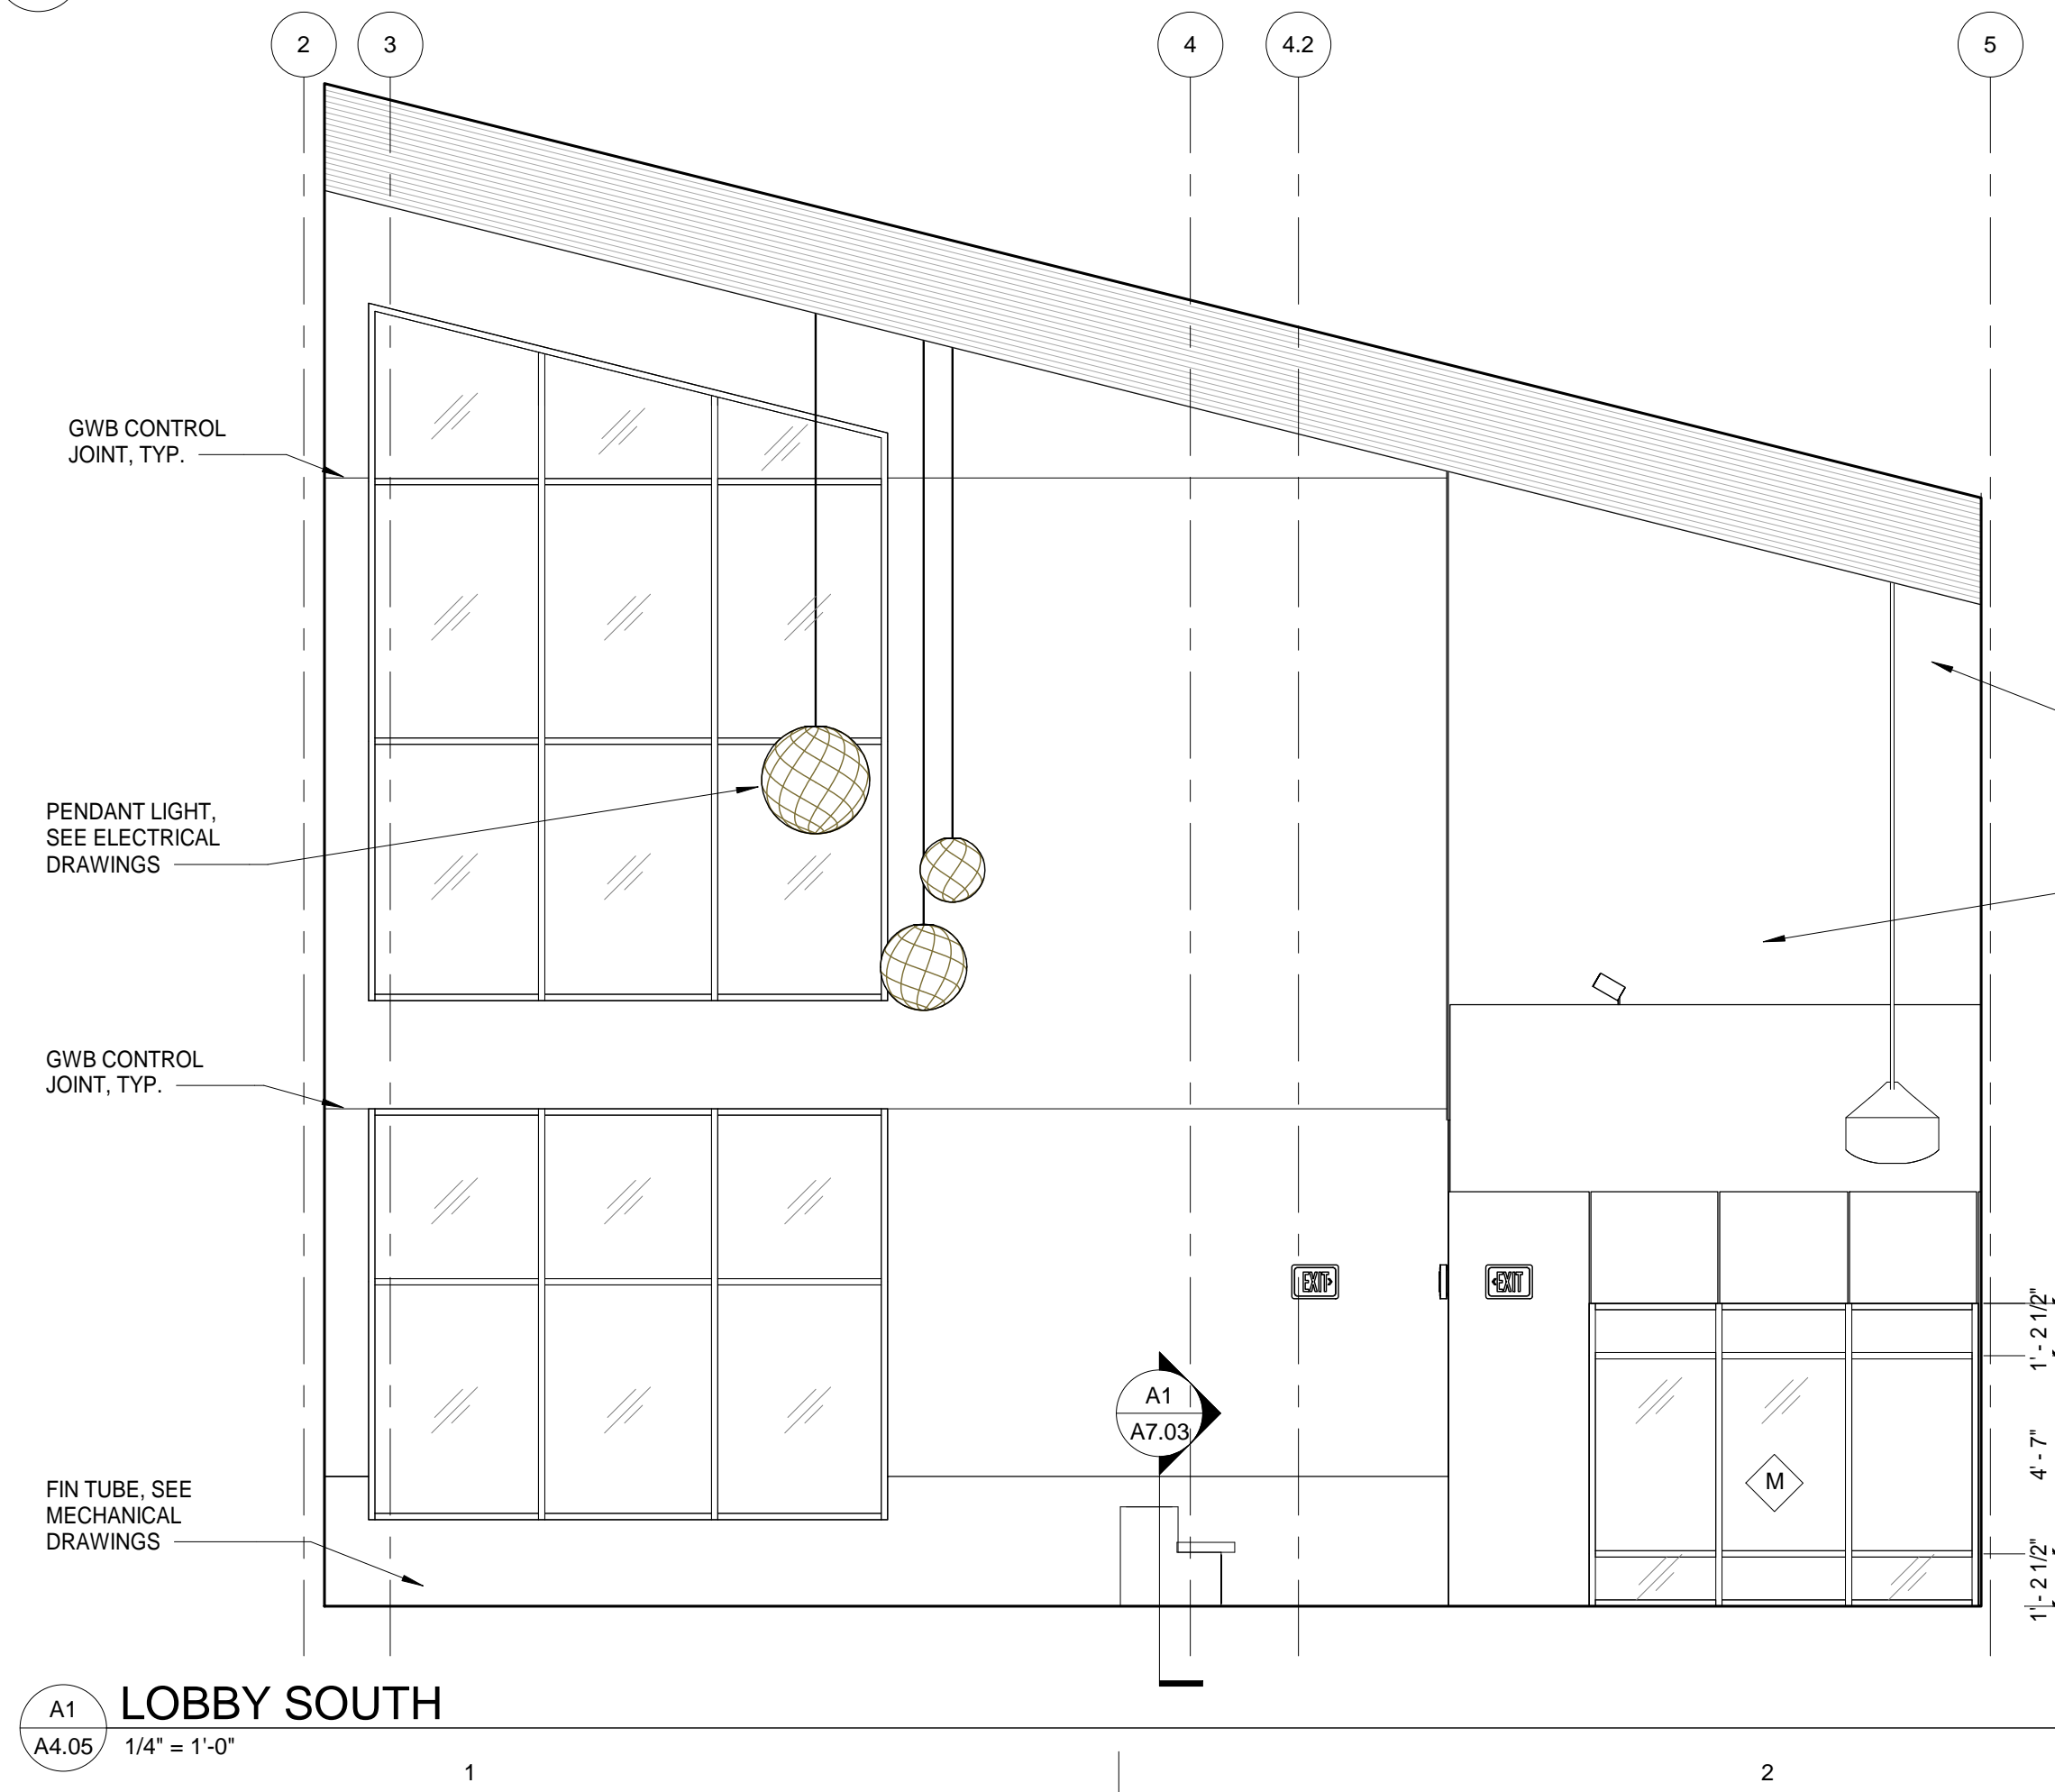 2
3
4
4.2
5
GWB CONTROL
JOINT, TYP.
PENDANT LIGHT,
SEE ELECTRICAL
DRAWINGS
GWB CONTROL
JOINT, TYP.
EXIT
EXIT
1' - 2 1/2"
A1
A7.03
4' - 7"
M
FIN TUBE, SEE
MECHANICAL
DRAWINGS
1' - 2 1/2"
A1
A4.05
LOBBY SOUTH
1/4" = 1'-0"
1
2